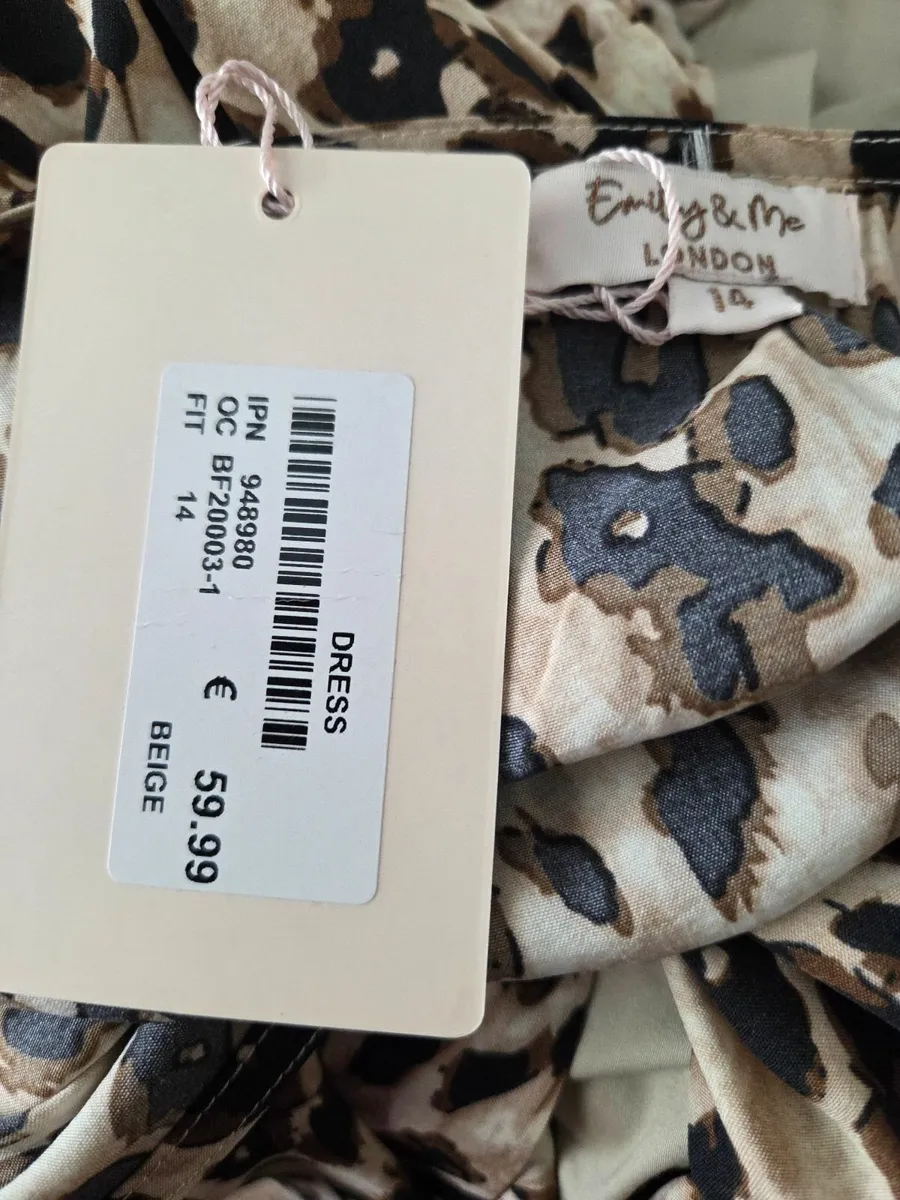 Emily & Me
LONDON
14
DRESS
IPN 948980
OC BF20003-1 € 59.99
FIT 14 BEIGE